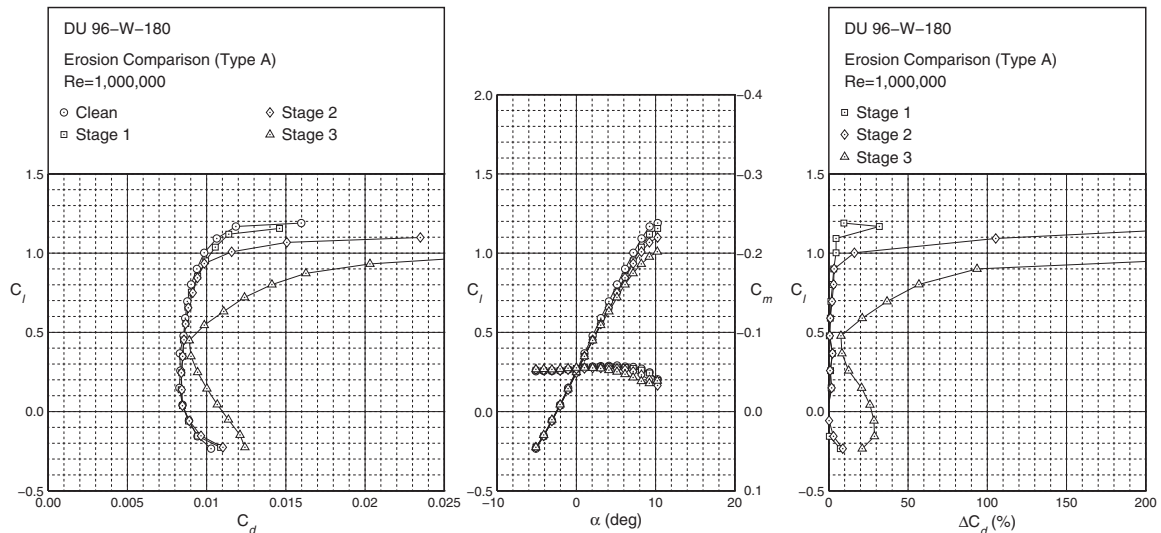 DU 96−W−180
Erosion Comparison (Type A)
Re=1,000,000
Clean
Stage 1
Stage 2
Stage 3
1.5
1.0
0.5
0.0
−0.5
C_l
0.000
0.005
0.010
0.015
0.020
0.025
C_d
2.0
1.5
1.0
0.5
0.0
C_l
−0.4
−0.3
−0.2
−0.1
0.0
0.1
C_m
−10
0
10
20
α (deg)
DU 96−W−180
Erosion Comparison (Type A)
Re=1,000,000
Stage 1
Stage 2
Stage 3
1.5
1.0
0.5
0.0
−0.5
C_l
0
50
100
150
200
ΔC_d (%)